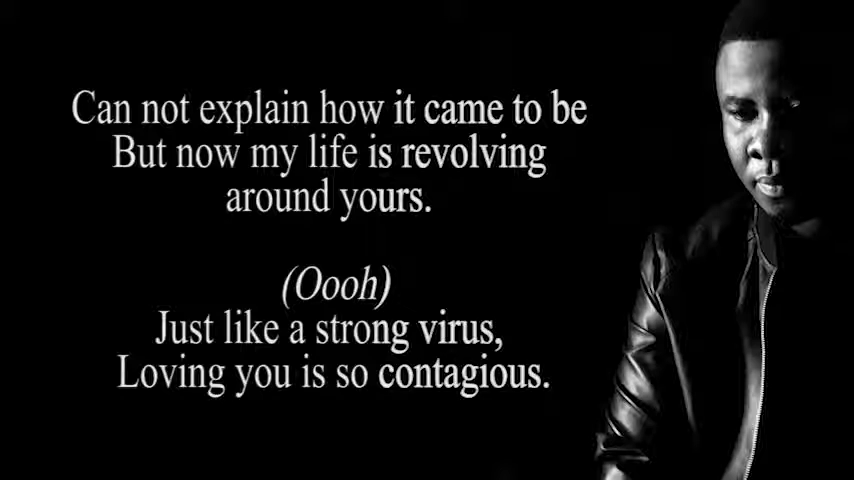 Can not explain how it came to be
But now my life is revolving
around yours.
(Oooh)
Just like a strong virus,
Loving you is so contagious.